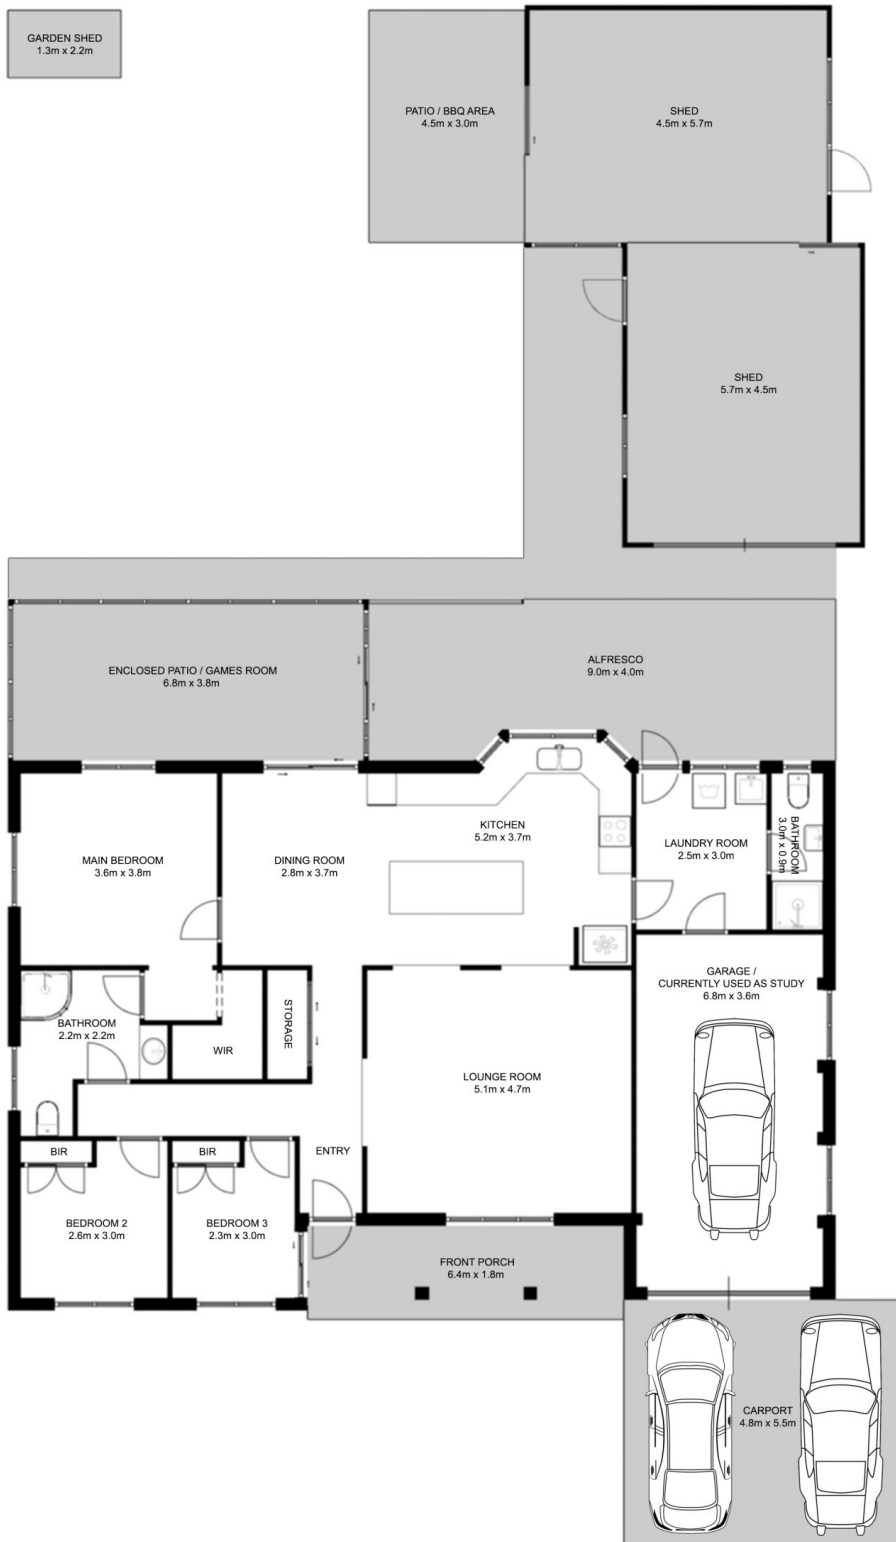 GARDEN SHED
1.3m x 2.2m
PATIO / BBQ AREA
4.5m x 3.0m
SHED
4.5m x 5.7m
SHED
5.7m x 4.5m
ENCLOSED PATIO / GAMES ROOM
6.8m x 3.8m
ALFRESCO
9.0m x 4.0m
MAIN BEDROOM
3.6m x 3.8m
DINING ROOM
2.8m x 3.7m
KITCHEN
5.2m x 3.7m
LAUNDRY ROOM
2.5m x 3.0m
BATHROOM
3.0m x 0.9m
GARAGE /
CURRENTLY USED AS STUDY
6.8m x 3.6m
BATHROOM
2.2m x 2.2m
WIR
STORAGE
LOUNGE ROOM
5.1m x 4.7m
BIR
BIR
ENTRY
BEDROOM 2
2.6m x 3.0m
BEDROOM 3
2.3m x 3.0m
FRONT PORCH
6.4m x 1.8m
CARPORT
4.8m x 5.5m